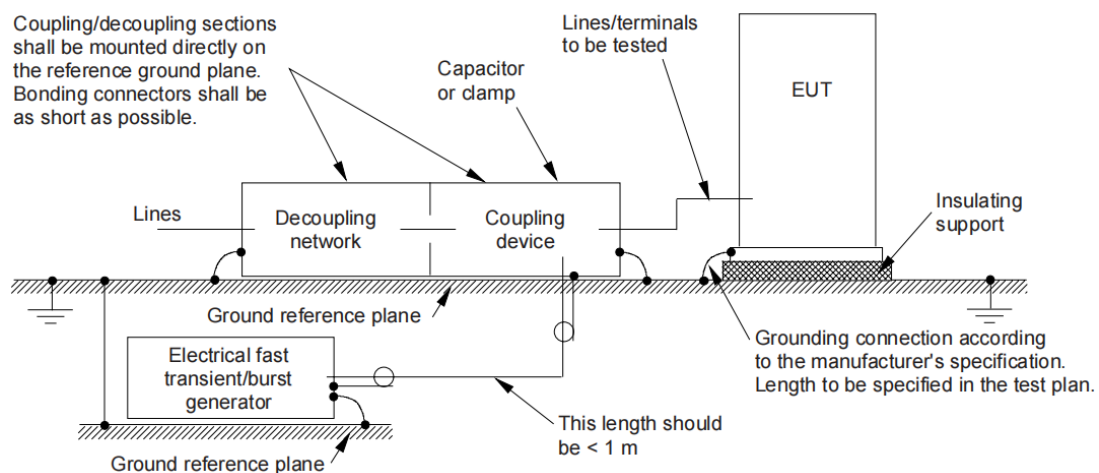 Coupling/decoupling sections
shall be mounted directly on
the reference ground plane.
Bonding connectors shall be
as short as possible.
Lines/terminals
to be tested
Capacitor
or clamp
EUT
Lines
Decoupling
network
Coupling
device
Insulating
support
Ground reference plane
Electrical fast
transient/burst
generator
Grounding connection according
to the manufacturer's specification.
Length to be specified in the test plan.
This length should
be < 1 m
Ground reference plane